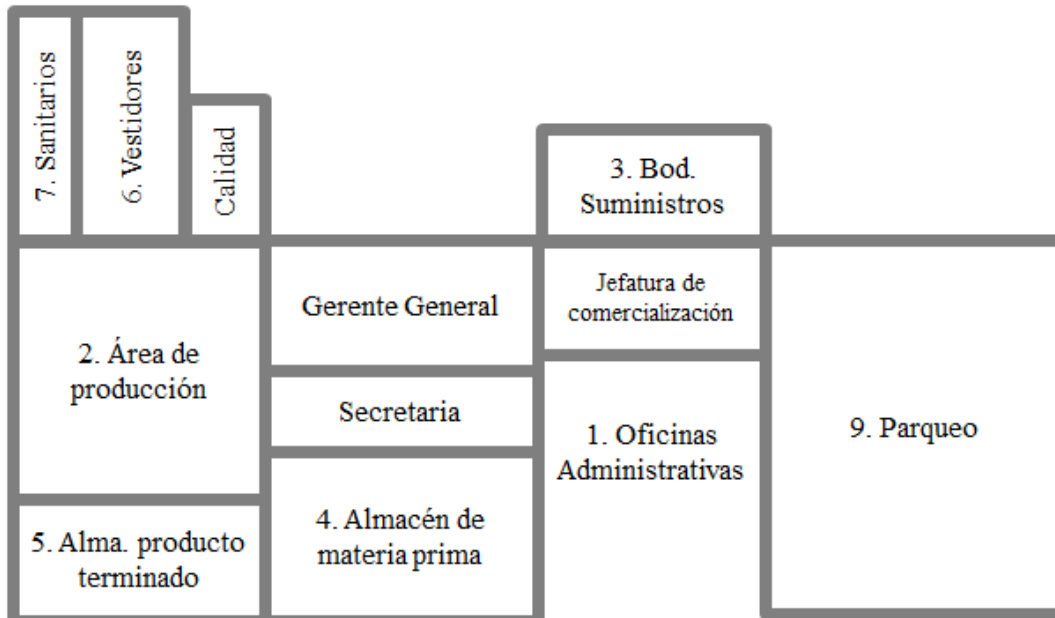 7. Sanitarios
6. Vestidores
Calidad
3. Bod.
Suministros
Gerente General
Jefatura de
comercialización
2. Área de
producción
Secretaria
1. Oficinas
Administrativas
9. Parqueo
4. Almacén de
materia prima
5. Alma. producto
terminado